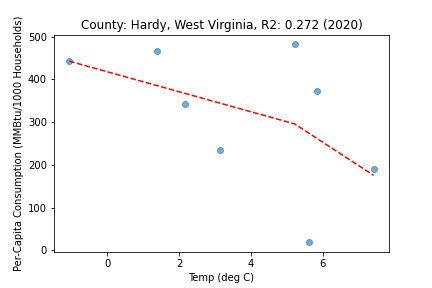 County: Hardy, West Virginia, R2: 0.272 (2020)
Per-Capita Consumption (MMBtu/1000 Households)
500
400
300
200
100
0
0 2 4 6
Temp (deg C)